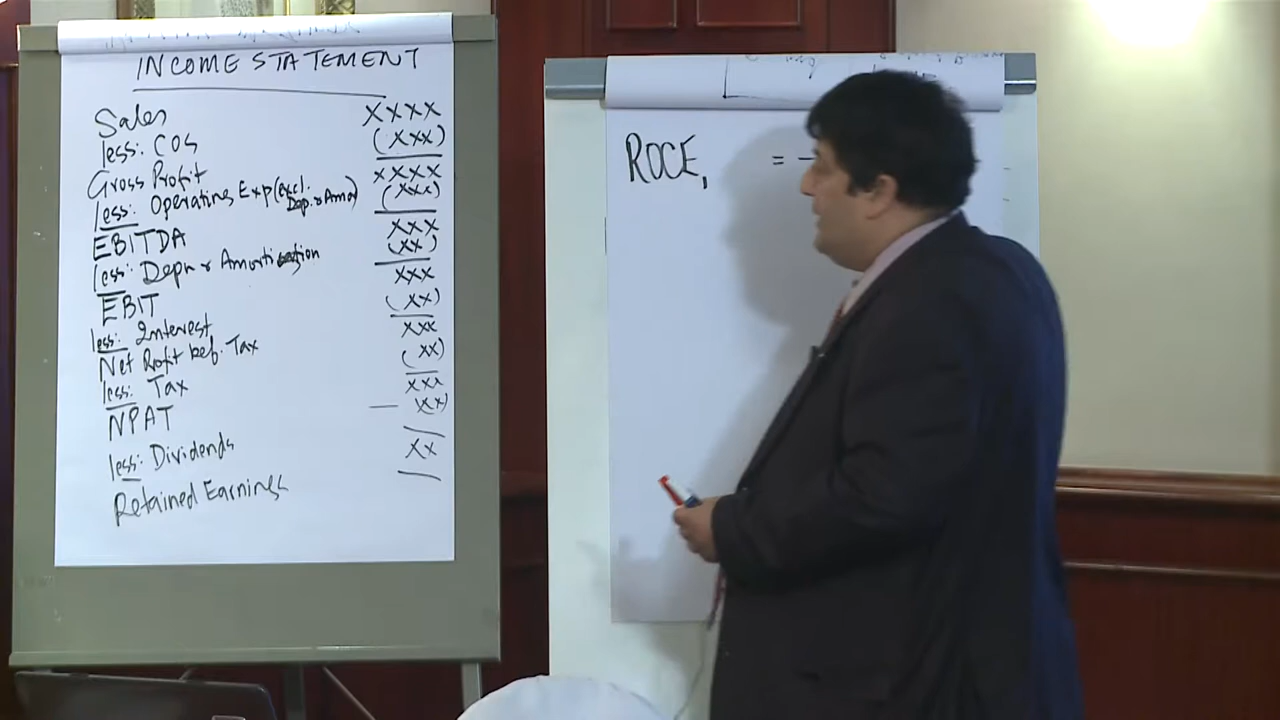 INCOME STATEMENT
Sales XXXX
less: COS (XXX)
Gross Profit XXXX
less: Operating Exp (excl. Dep. & Amor) (XXX)
EBITDA XXX
less: Depn & Amortisation (XX)
EBIT XXX
less: Interest (XX)
Net Profit bef. Tax XXX
less: Tax (XX)
NPAT XXX
less: Dividends XX)
Retained Earnings XX
ROCE, = -